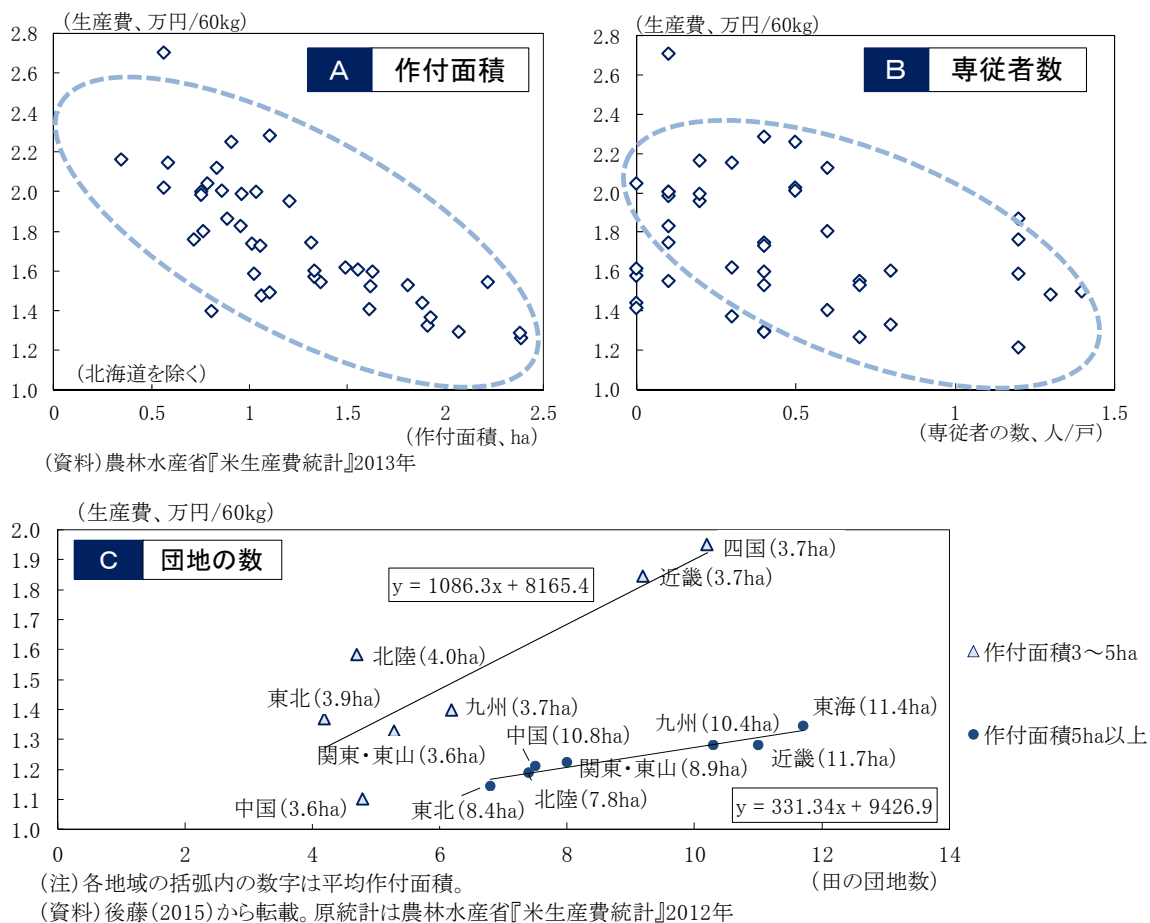 (生産費、万円/60kg)
A 作付面積
2.8
2.6
2.4
2.2
2.0
1.8
1.6
1.4
1.2
1.0
(北海道を除く)
0 0.5 1 1.5 2 2.5
(作付面積、ha)
(生産費、万円/60kg)
B 専従者数
2.8
2.6
2.4
2.2
2.0
1.8
1.6
1.4
1.2
1.0
0 0.5 1 1.5
(専従者の数、人/戸)
(資料)農林水産省『米生産費統計』2013年
(生産費、万円/60kg)
C 団地の数
2.0
1.9
1.8
1.7
1.6
1.5
1.4
1.3
1.2
1.1
1.0
四国(3.7ha)
近畿(3.7ha)
y = 1086.3x + 8165.4
北陸(4.0ha)
東北(3.9ha)
九州(3.7ha)
関東・東山(3.6ha)
中国(3.6ha)
中国(10.8ha)
九州(10.4ha)
東海(11.4ha)
関東・東山(8.9ha)
近畿(11.7ha)
東北(8.4ha)
北陸(7.8ha)
y = 331.34x + 9426.9
作付面積3～5ha
作付面積5ha以上
0 2 4 6 8 10 12 14
(田の団地数)
(注)各地域の括弧内の数字は平均作付面積。
(資料)後藤(2015)から転載。原統計は農林水産省『米生産費統計』2012年